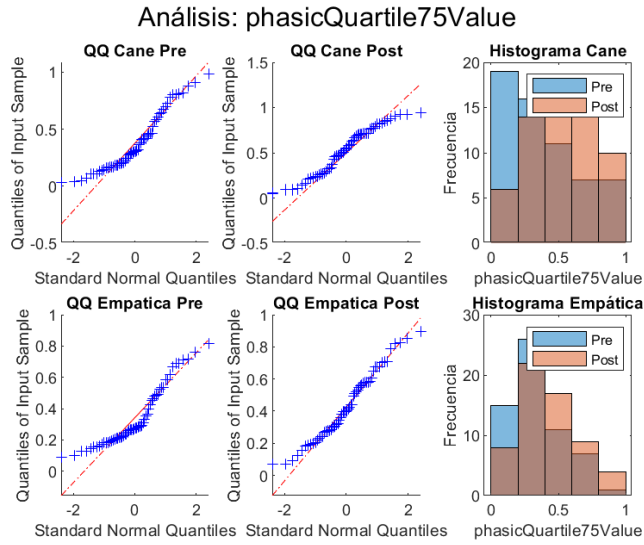 Análisis: phasicQuartile75Value
QQ Cane Pre
Quantiles of Input Sample
1
0.5
0
-0.5
-2
0
2
Standard Normal Quantiles
QQ Cane Post
Quantiles of Input Sample
1.5
1
0.5
0
-0.5
-2
0
2
Standard Normal Quantiles
Histograma Cane
Frecuencia
20
15
10
5
0
Pre
Post
0
0.5
1
phasicQuartile75Value
QQ Empatica Pre
Quantiles of Input Sample
1
0.8
0.6
0.4
0.2
0
-2
0
2
Standard Normal Quantiles
QQ Empatica Post
Quantiles of Input Sample
1
0.8
0.6
0.4
0.2
0
-2
0
2
Standard Normal Quantiles
Histograma Empática
Frecuencia
30
20
10
0
Pre
Post
0
0.5
1
phasicQuartile75Value